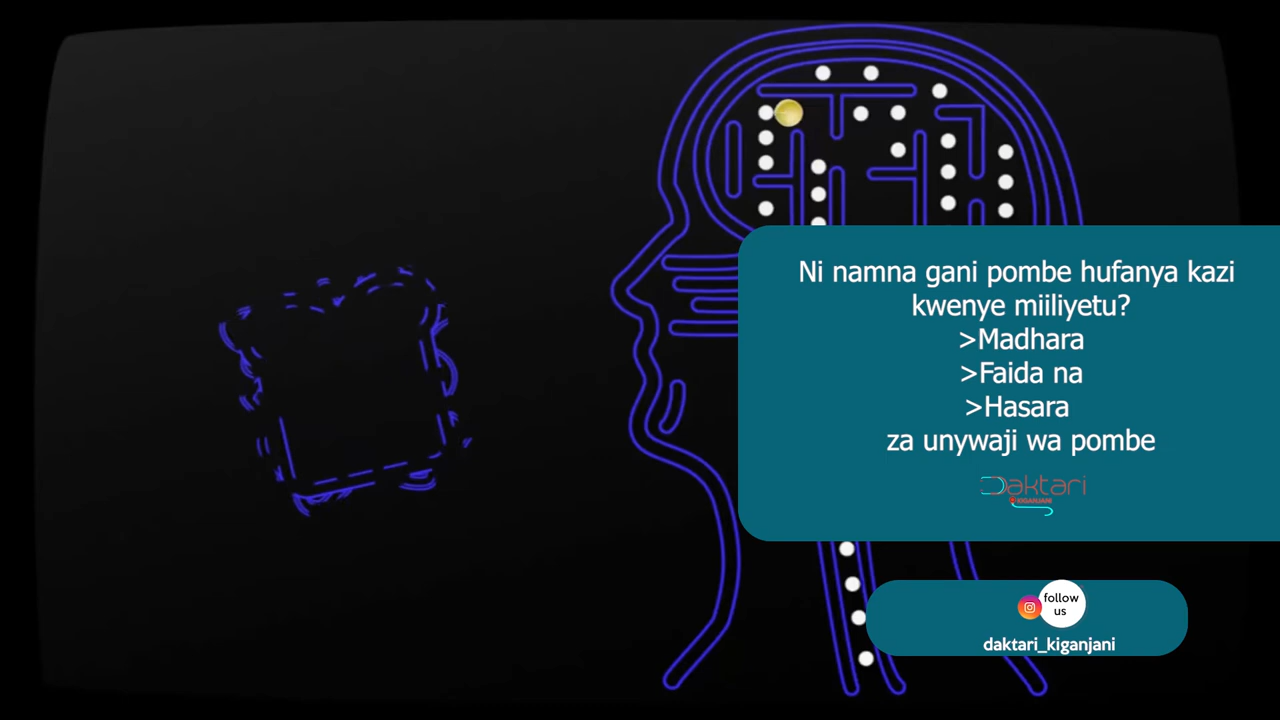 Ni namna gani pombe hufanya kazi
kwenye miiliyetu?
>Madhara
>Faida na
>Hasara
za unywaji wa pombe
Daktari
KIGANJANI
follow
us
daktari_kiganjani